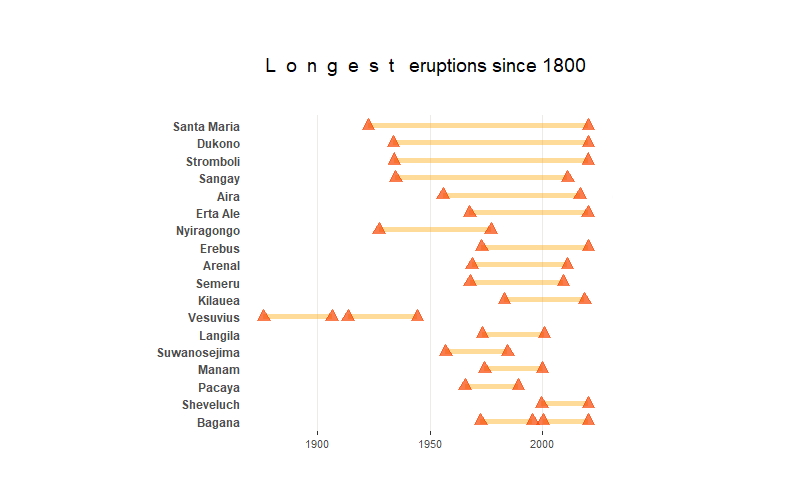 L o n g e s t eruptions since 1800
Santa Maria
Dukono
Stromboli
Sangay
Aira
Erta Ale
Nyiragongo
Erebus
Arenal
Semeru
Kilauea
Vesuvius
Langila
Suwanosejima
Manam
Pacaya
Sheveluch
Bagana
1900 1950 2000